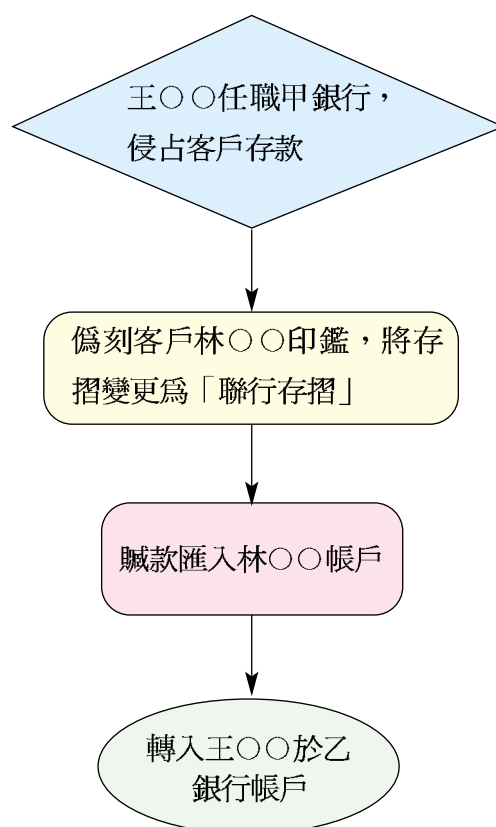 王○○任職甲銀行，
侵占客戶存款
偽刻客戶林○○印鑑，將存
摺變更為「聯行存摺」
贓款匯入林○○帳戶
轉入王○○於乙
銀行帳戶